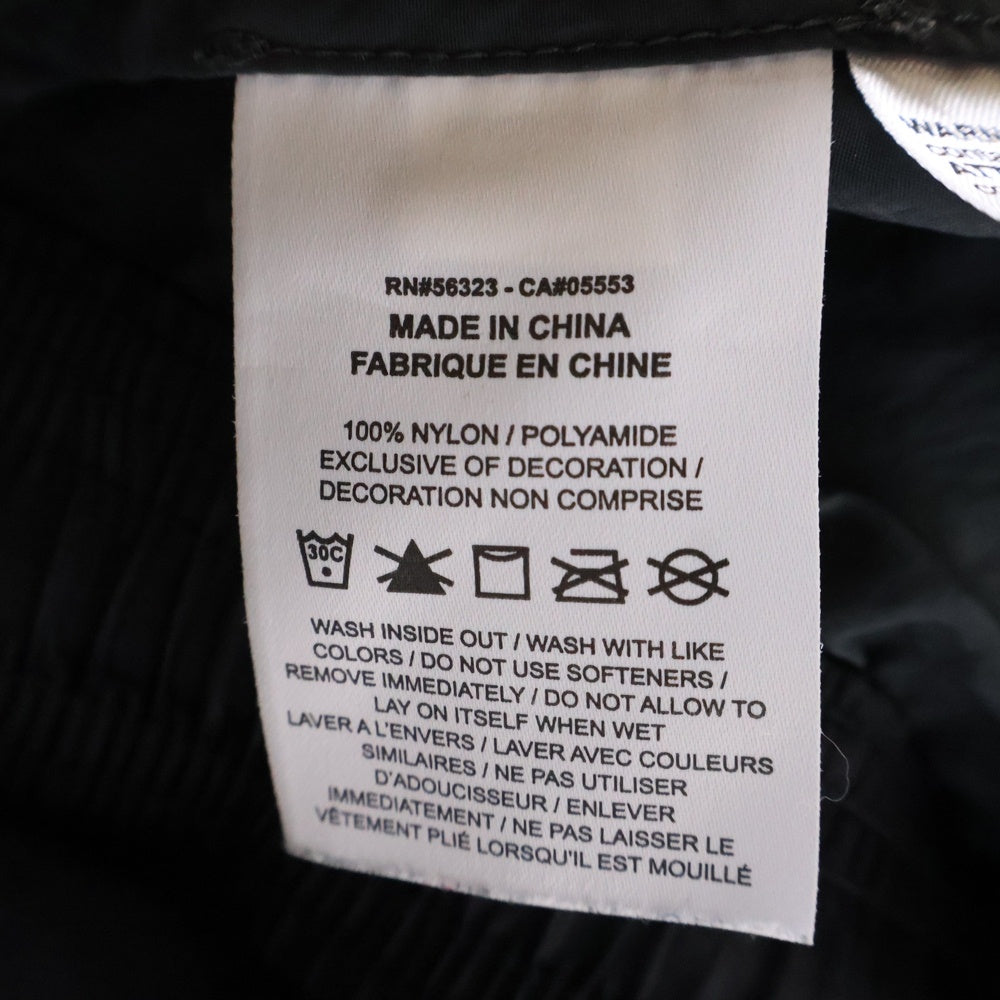 RN#56323 - CA#05553
MADE IN CHINA
FABRIQUE EN CHINE
100% NYLON / POLYAMIDE
EXCLUSIVE OF DECORATION /
DECORATION NON COMPRISE
30C
WASH INSIDE OUT / WASH WITH LIKE
COLORS / DO NOT USE SOFTENERS /
REMOVE IMMEDIATELY / DO NOT ALLOW TO
LAY ON ITSELF WHEN WET
LAVER A L'ENVERS / LAVER AVEC COULEURS
SIMILAIRES / NE PAS UTILISER
D'ADOUCISSEUR / ENLEVER
IMMEDIATEMENT / NE PAS LAISSER LE
VÊTEMENT PLIÉ LORSQU'IL EST MOUILLÉ